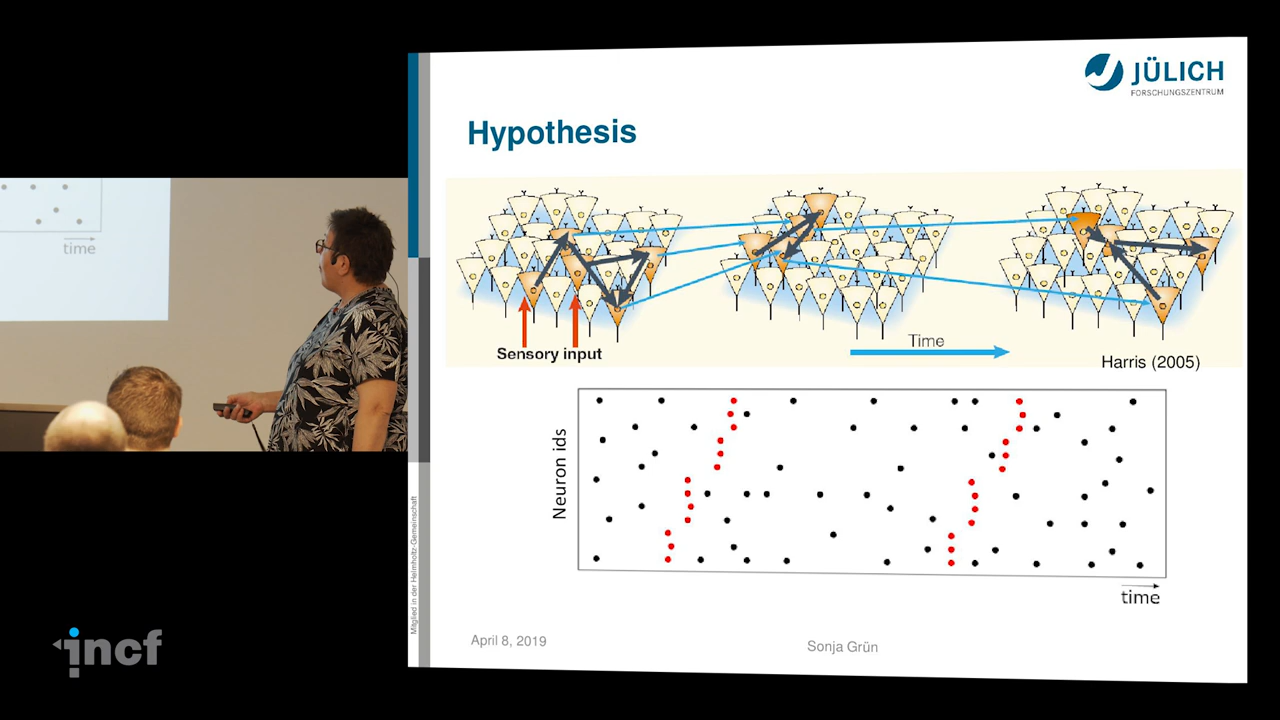 JÜLICH
FORSCHUNGSZENTRUM
Hypothesis
Sensory input
Time
Harris (2005)
Neuron ids
time
time
Mitglied in der Helmholtz-Gemeinschaft
April 8, 2019
Sonja Grün
incf